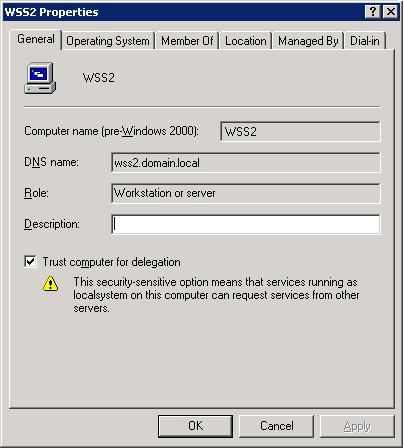 WSS2 Properties
General Operating System Member Of Location Managed By Dial-in
WSS2
Computer name (pre-Windows 2000): WSS2
DNS name: wss2.domain.local
Role: Workstation or server
Description:
Trust computer for delegation
This security-sensitive option means that services running as
localsystem on this computer can request services from other
servers.
OK Cancel Apply